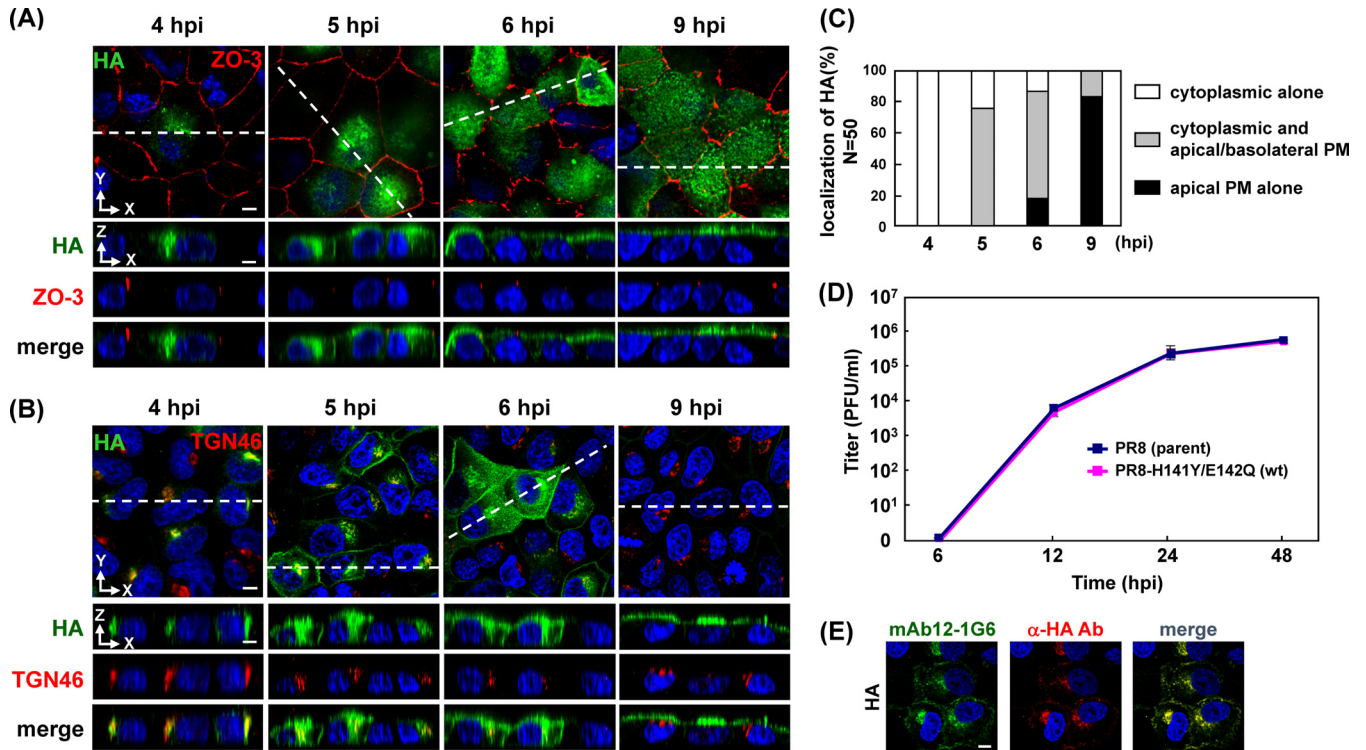 (A)
4 hpi 5 hpi 6 hpi 9 hpi
HA ZO-3
Y
X
Z
X
HA
ZO-3
merge
(B)
4 hpi 5 hpi 6 hpi 9 hpi
HA TGN46
Y
X
Z
X
HA
TGN46
merge
(C)
localization of HA(%)
N=50
100
80
60
40
20
0
4 5 6 9 (hpi)
cytoplasmic alone
cytoplasmic and
apical/basolateral PM
apical PM alone
(D)
Titer (PFU/ml)
10⁷
10⁶
10⁵
10⁴
10³
10²
10¹
0
6 12 24 48
Time (hpi)
PR8 (parent)
PR8-H141Y/E142Q (wt)
(E)
mAb12-1G6 α-HA Ab merge
HA